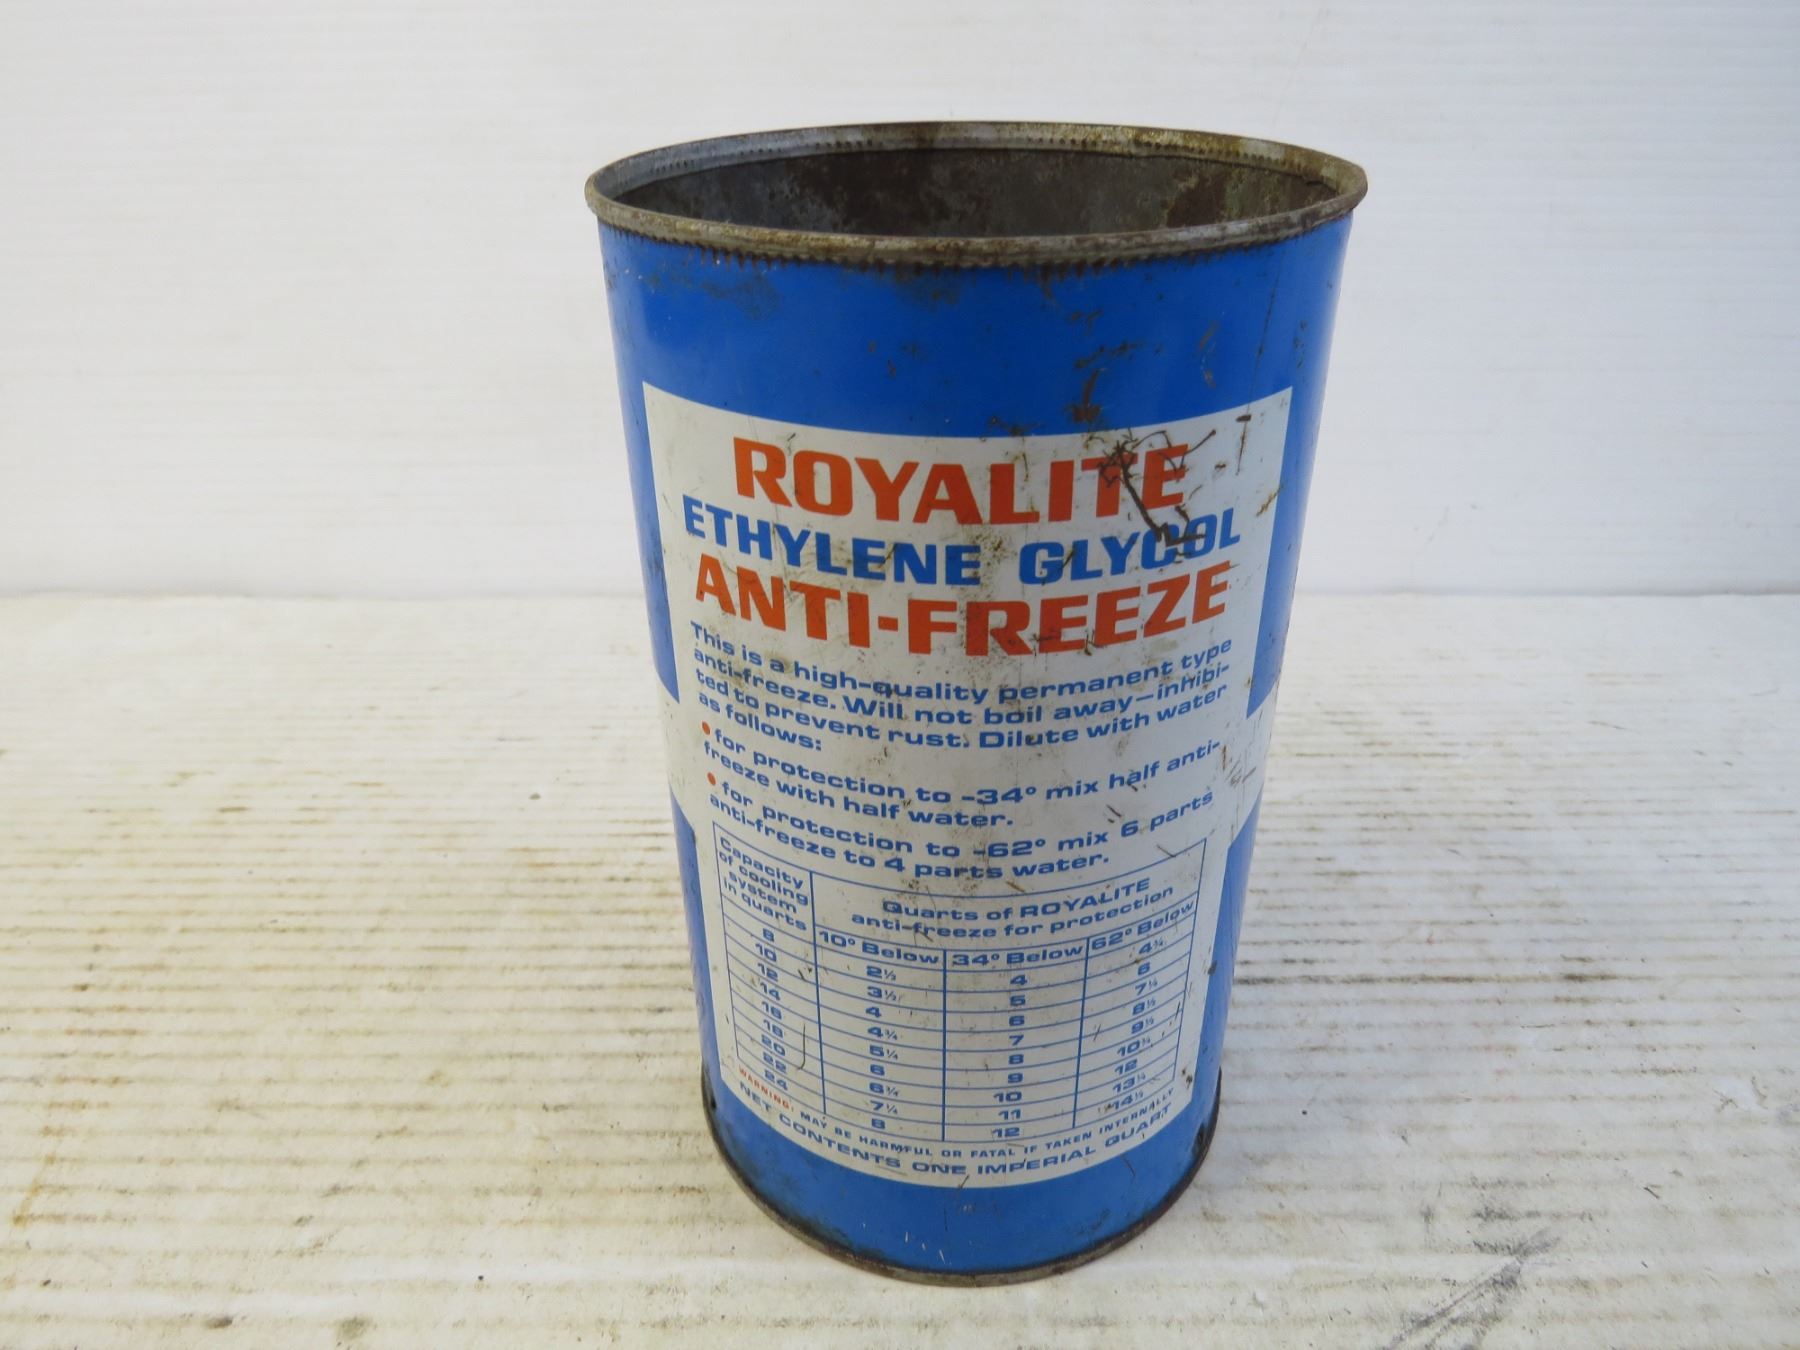 ROYALITE
ETHYLENE GLYCOL
ANTI-FREEZE
This is a high-quality permanent type
anti-freeze. Will not boil away—inhibi-
ted to prevent rust. Dilute with water
as follows:
• for protection to -34° mix half anti-
freeze with half water.
• for protection to -62° mix 6 parts
anti-freeze to 4 parts water.
Capacity
of cooling
system
in quarts
Quarts of ROYALITE
anti-freeze for protection
10° Below 34° Below 62° Below
8 2½ 4 4¾
10 3½ 5 6
12 4 6 7¼
14 4¾ 7 8½
16 5¼ 8 9½
18 6 9 10¾
20 6¾ 10 12
22 7¼ 11 13¼
24 8 12 14½
WARNING: MAY BE HARMFUL OR FATAL IF TAKEN INTERNALLY
NET CONTENTS ONE IMPERIAL QUART